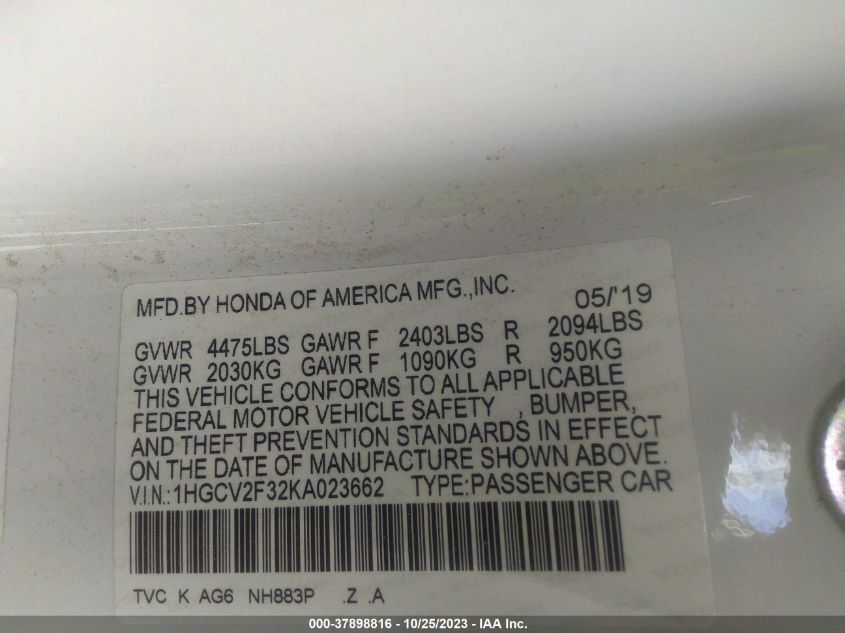 MFD.BY HONDA OF AMERICA MFG.,INC. 05/'19
GVWR 4475LBS GAWR F 2403LBS R 2094LBS
GVWR 2030KG GAWR F 1090KG R 950KG
THIS VEHICLE CONFORMS TO ALL APPLICABLE
FEDERAL MOTOR VEHICLE SAFETY , BUMPER,
AND THEFT PREVENTION STANDARDS IN EFFECT
ON THE DATE OF MANUFACTURE SHOWN ABOVE.
V.I.N.:1HGCV2F32KA023662 TYPE:PASSENGER CAR
TVC K AG6 NH883P .Z .A
000-37898816 - 10/25/2023 - IAA Inc.